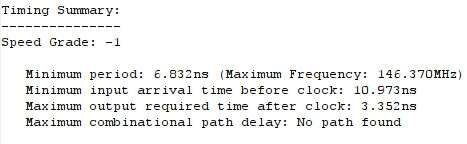 Timing Summary:
---------------
Speed Grade: -1
Minimum period: 6.832ns (Maximum Frequency: 146.370MHz)
Minimum input arrival time before clock: 10.973ns
Maximum output required time after clock: 3.352ns
Maximum combinational path delay: No path found